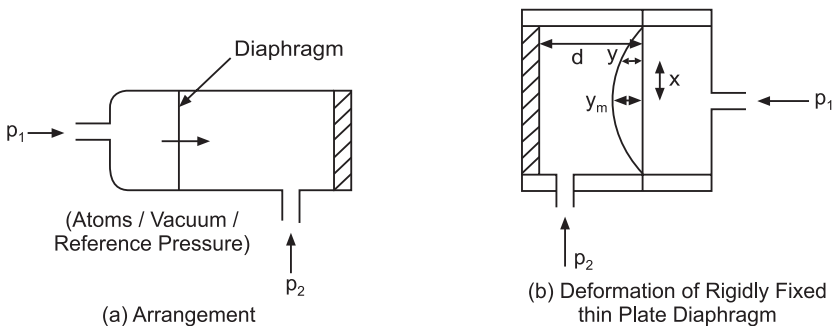 Diaphragm
p1
(Atoms / Vacuum /
Reference Pressure)
p2
(a) Arrangement
d
y
x
ym
p1
p2
(b) Deformation of Rigidly Fixed
thin Plate Diaphragm